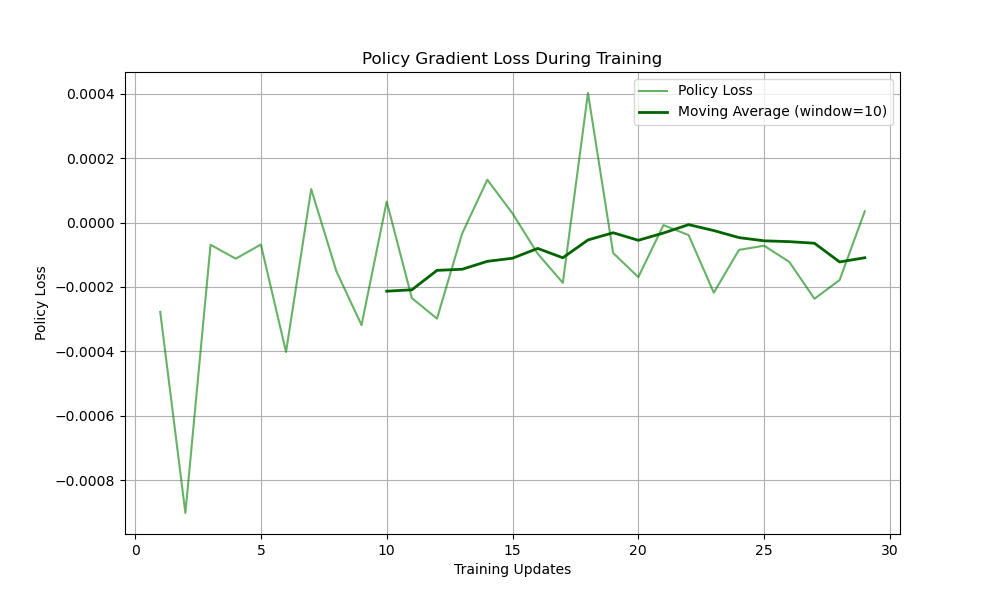 Policy Gradient Loss During Training
Policy Loss
Moving Average (window=10)
0.0004
0.0002
0.0000
−0.0002
−0.0004
−0.0006
−0.0008
Policy Loss
0 5 10 15 20 25 30
Training Updates